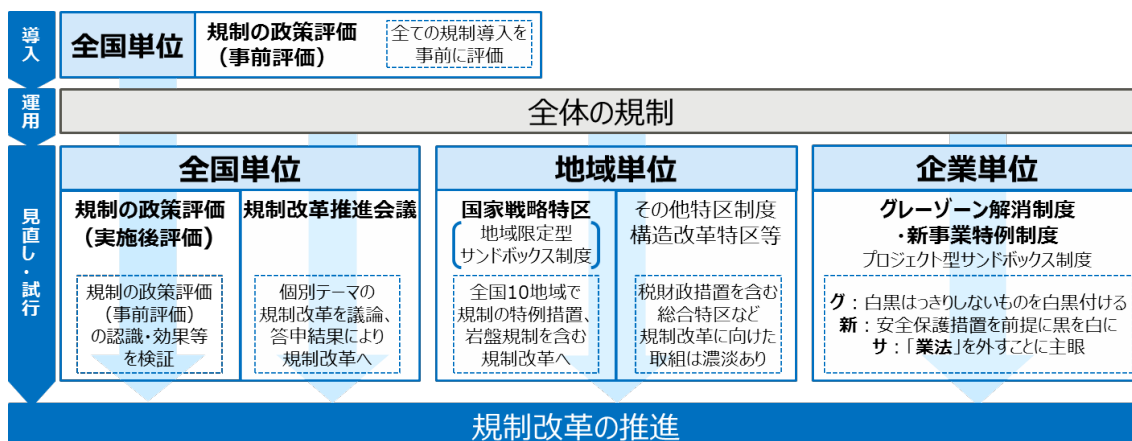 導入
全国単位
規制の政策評価
（事前評価）
全ての規制導入を
事前に評価
運用
全体の規制
見直し・試行
全国単位
規制の政策評価
（実施後評価）
規制の政策評価
（事前評価）
の認識・効果等
を検証
規制改革推進会議
個別テーマの
規制改革を議論、
答申結果により
規制改革へ
地域単位
国家戦略特区
地域限定型
サンドボックス制度
全国10地域で
規制の特例措置、
岩盤規制を含む
規制改革へ
その他特区制度
構造改革特区等
税財政措置を含む
総合特区など
規制改革に向けた
取組は濃淡あり
企業単位
グレーゾーン解消制度
・新事業特例制度
プロジェクト型サンドボックス制度
グ：白黒はっきりしないものを白黒付ける
新：安全保護措置を前提に黒を白に
サ：「業法」を外すことに主眼
規制改革の推進